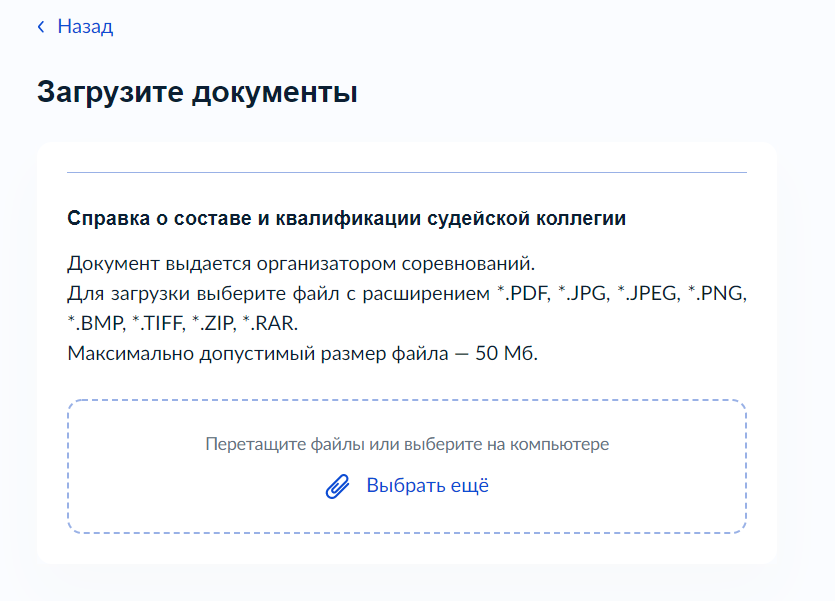 Назад
Загрузите документы
Справка о составе и квалификации судейской коллегии
Документ выдается организатором соревнований.
Для загрузки выберите файл с расширением *.PDF, *.JPG, *.JPEG, *.PNG,
*.BMP, *.TIFF, *.ZIP, *.RAR.
Максимально допустимый размер файла — 50 Мб.
Перетащите файлы или выберите на компьютере
Выбрать ещё